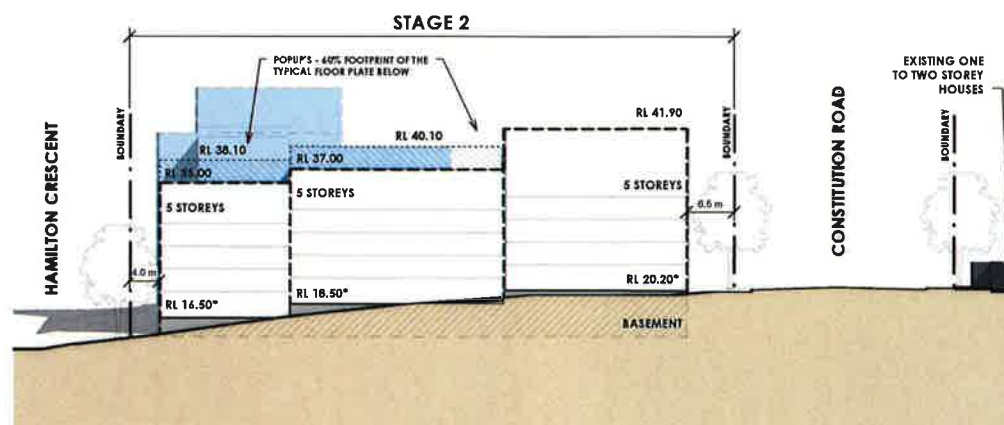 STAGE 2
POPUP'S - 60% FOOTPRINT OF THE
TYPICAL FLOOR PLATE BELOW
EXISTING ONE
TO TWO STOREY
HOUSES
HAMILTON CRESCENT
BOUNDARY
RL 38.10
RL 35.00
RL 37.00
RL 40.10
RL 41.90
BOUNDARY
CONSTITUTION ROAD
BOUNDARY
5 STOREYS
5 STOREYS
5 STOREYS
6.5 m
4.0 m
RL 16.50*
RL 18.50*
RL 20.20*
BASEMENT